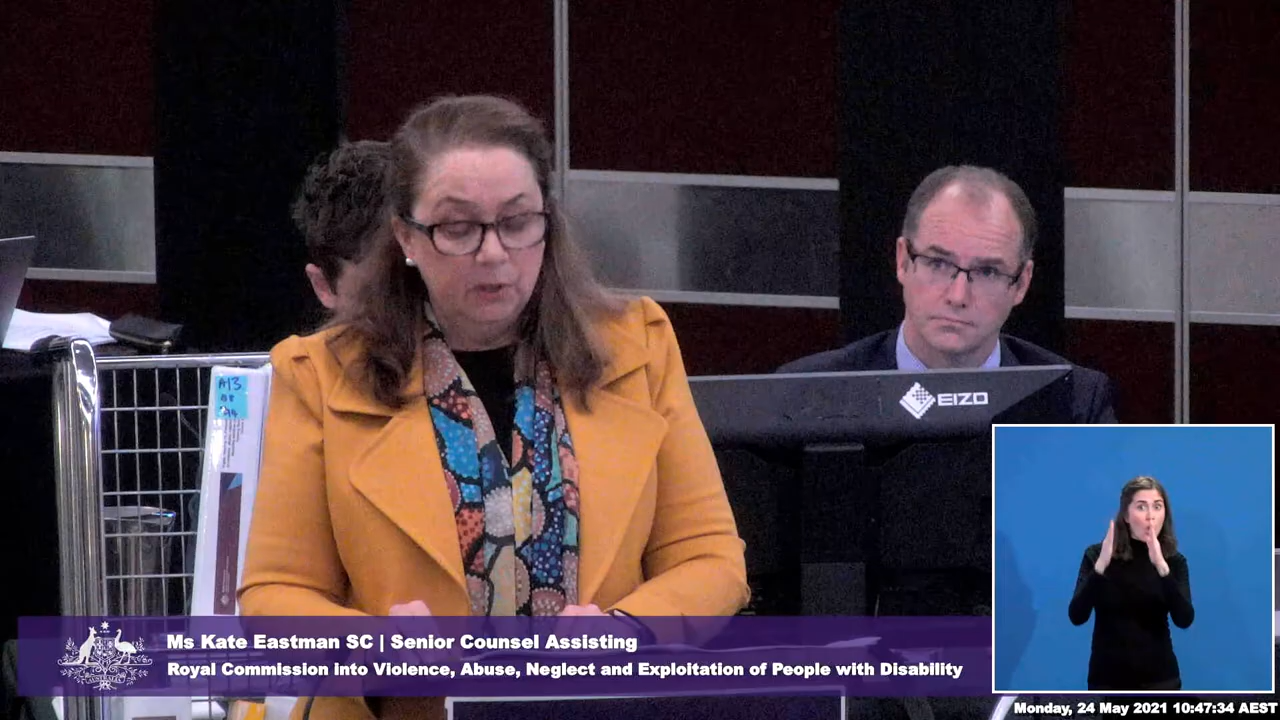 A13
EIZO
Ms Kate Eastman SC | Senior Counsel Assisting
Royal Commission into Violence, Abuse, Neglect and Exploitation of People with Disability
Monday, 24 May 2021 10:47:34 AEST